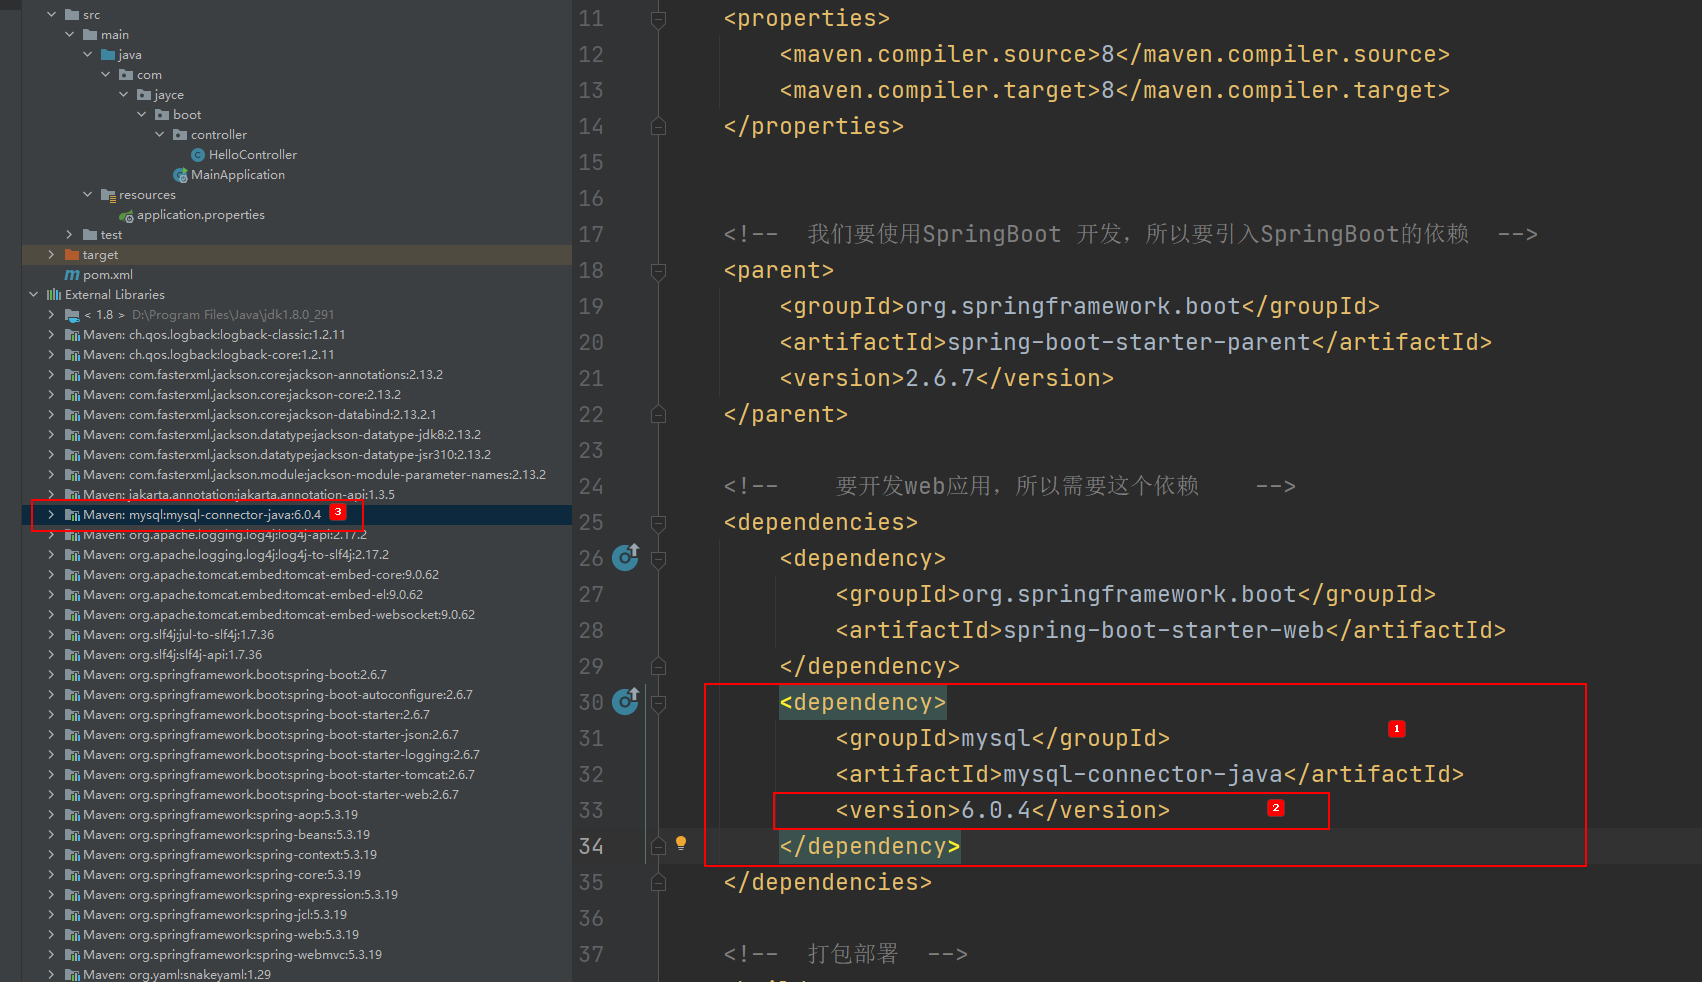 src
main
java
com
jayce
boot
controller
HelloController
MainApplication
resources
application.properties
test
target
pom.xml
External Libraries
< 1.8 > D:\Program Files\Java\jdk1.8.0_291
Maven: ch.qos.logback:logback-classic:1.2.11
Maven: ch.qos.logback:logback-core:1.2.11
Maven: com.fasterxml.jackson.core:jackson-annotations:2.13.2
Maven: com.fasterxml.jackson.core:jackson-core:2.13.2
Maven: com.fasterxml.jackson.core:jackson-databind:2.13.2.1
Maven: com.fasterxml.jackson.datatype:jackson-datatype-jdk8:2.13.2
Maven: com.fasterxml.jackson.datatype:jackson-datatype-jsr310:2.13.2
Maven: com.fasterxml.jackson.module:jackson-module-parameter-names:2.13.2
Maven: jakarta.annotation:jakarta.annotation-api:1.3.5
Maven: mysql:mysql-connector-java:6.0.4 3
Maven: org.apache.logging.log4j:log4j-api:2.17.2
Maven: org.apache.logging.log4j:log4j-to-slf4j:2.17.2
Maven: org.apache.tomcat.embed:tomcat-embed-core:9.0.62
Maven: org.apache.tomcat.embed:tomcat-embed-el:9.0.62
Maven: org.apache.tomcat.embed:tomcat-embed-websocket:9.0.62
Maven: org.slf4j:jul-to-slf4j:1.7.36
Maven: org.slf4j:slf4j-api:1.7.36
Maven: org.springframework.boot:spring-boot:2.6.7
Maven: org.springframework.boot:spring-boot-autoconfigure:2.6.7
Maven: org.springframework.boot:spring-boot-starter:2.6.7
Maven: org.springframework.boot:spring-boot-starter-json:2.6.7
Maven: org.springframework.boot:spring-boot-starter-logging:2.6.7
Maven: org.springframework.boot:spring-boot-starter-tomcat:2.6.7
Maven: org.springframework.boot:spring-boot-starter-web:2.6.7
Maven: org.springframework:spring-aop:5.3.19
Maven: org.springframework:spring-beans:5.3.19
Maven: org.springframework:spring-context:5.3.19
Maven: org.springframework:spring-core:5.3.19
Maven: org.springframework:spring-expression:5.3.19
Maven: org.springframework:spring-jcl:5.3.19
Maven: org.springframework:spring-web:5.3.19
Maven: org.springframework:spring-webmvc:5.3.19
Maven: org.yaml:snakeyaml:1.29
11 <properties>
12 <maven.compiler.source>8</maven.compiler.source>
13 <maven.compiler.target>8</maven.compiler.target>
14 </properties>
15
16
17 <!-- 我们要使用SpringBoot 开发，所以要引入SpringBoot的依赖 -->
18 <parent>
19 <groupId>org.springframework.boot</groupId>
20 <artifactId>spring-boot-starter-parent</artifactId>
21 <version>2.6.7</version>
22 </parent>
23
24 <!-- 要开发web应用，所以需要这个依赖 -->
25 <dependencies>
26 <dependency>
27 <groupId>org.springframework.boot</groupId>
28 <artifactId>spring-boot-starter-web</artifactId>
29 </dependency>
30 <dependency>
31 <groupId>mysql</groupId> 1
32 <artifactId>mysql-connector-java</artifactId>
33 <version>6.0.4</version> 2
34 </dependency>
35 </dependencies>
36
37 <!-- 打包部署 -->